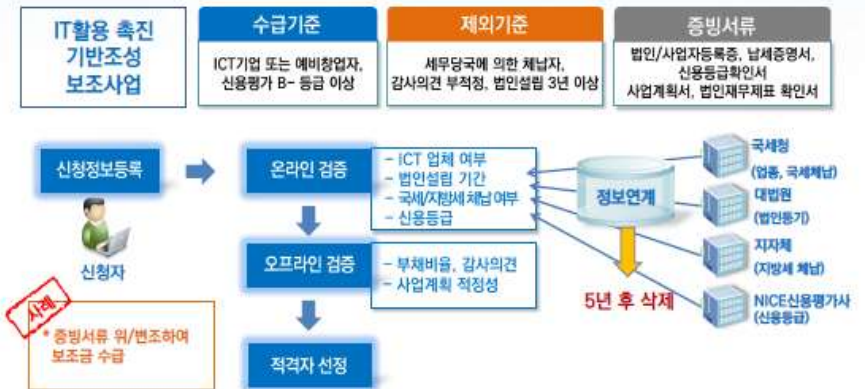 IT활용 촉진
기반조성
보조사업
수급기준
ICT기업 또는 예비창업자,
신용평가 B- 등급 이상
제외기준
세무당국에 의한 체납자,
감사의견 부적정, 법인설립 3년 이상
증빙서류
법인/사업자등록증, 납세증명서,
신용등급확인서
사업계획서, 법인재무제표 확인서
신청정보등록
신청자
온라인 검증
- ICT 업체 여부
- 법인설립 기간
- 국세/지방세 체납 여부
- 신용등급
정보연계
5년 후 삭제
국세청
(업종, 국세체납)
대법원
(법인등기)
지자체
(지방세 체납)
NICE신용평가사
(신용등급)
오프라인 검증
- 부채비율, 감사의견
- 사업계획 적정성
적격자 선정
사례
* 증빙서류 위/변조하여
보조금 수급